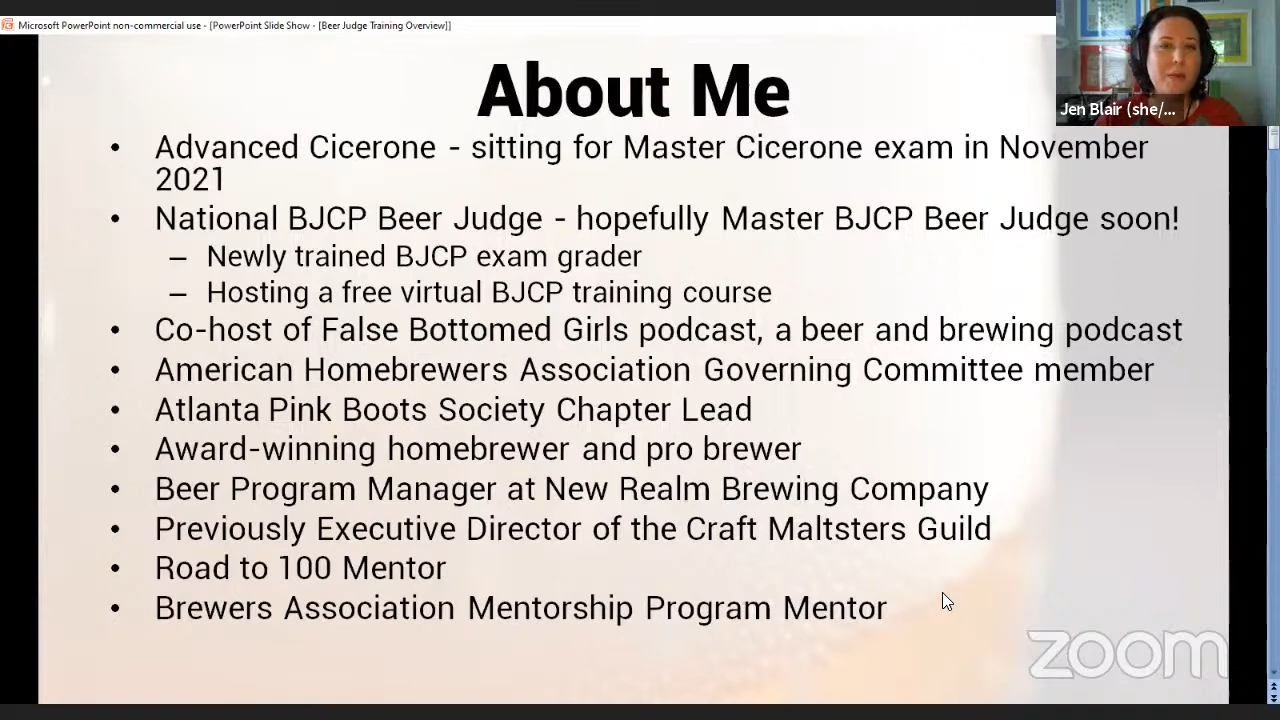 Microsoft PowerPoint non-commercial use - [PowerPoint Slide Show - [Beer Judge Training Overview]]
Jen Blair (she/...
About Me
• Advanced Cicerone - sitting for Master Cicerone exam in November
2021
• National BJCP Beer Judge - hopefully Master BJCP Beer Judge soon!
– Newly trained BJCP exam grader
– Hosting a free virtual BJCP training course
• Co-host of False Bottomed Girls podcast, a beer and brewing podcast
• American Homebrewers Association Governing Committee member
• Atlanta Pink Boots Society Chapter Lead
• Award-winning homebrewer and pro brewer
• Beer Program Manager at New Realm Brewing Company
• Previously Executive Director of the Craft Maltsters Guild
• Road to 100 Mentor
• Brewers Association Mentorship Program Mentor
zoom